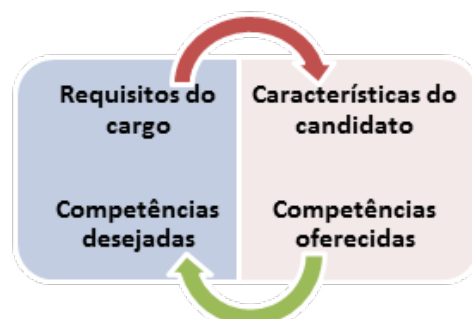 Requisitos do
cargo
Características do
candidato
Competências
desejadas
Competências
oferecidas